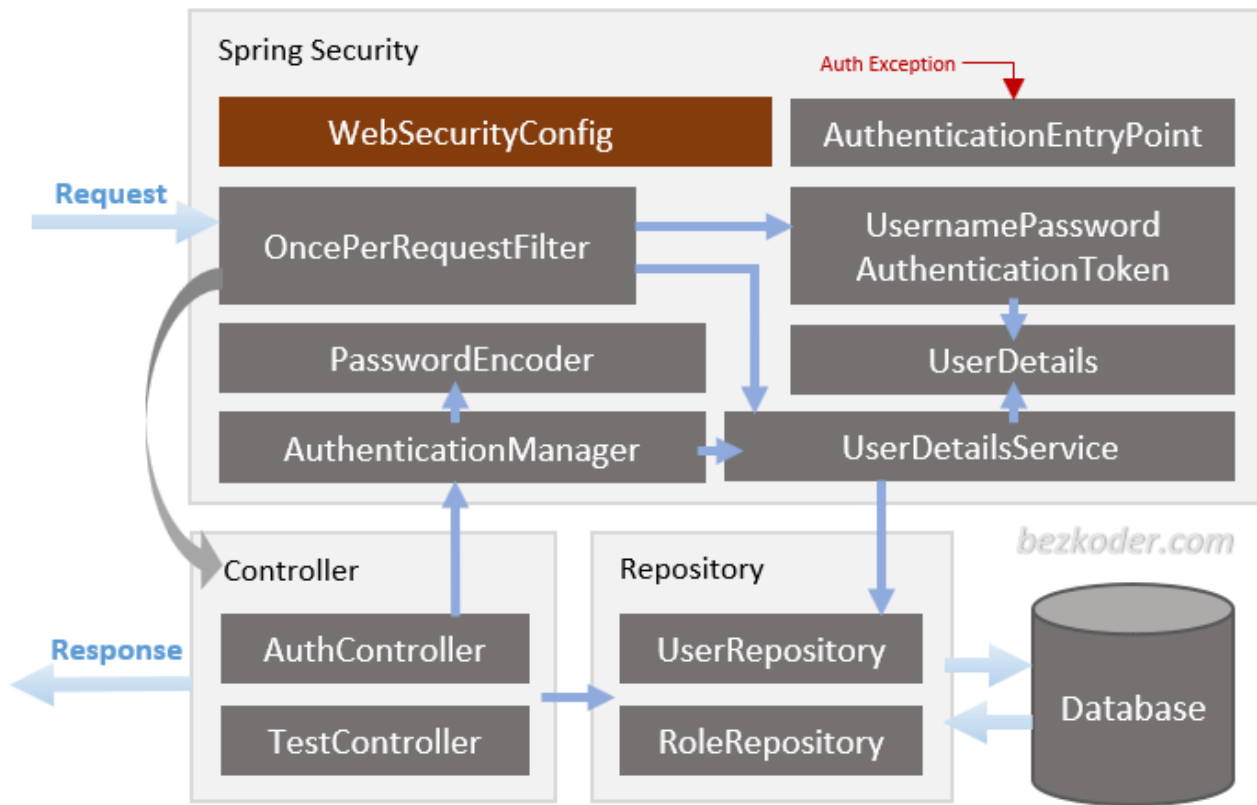 Spring Security
Auth Exception
WebSecurityConfig
AuthenticationEntryPoint
Request
OncePerRequestFilter
UsernamePassword
AuthenticationToken
PasswordEncoder
UserDetails
AuthenticationManager
UserDetailsService
bezkoder.com
Controller
Repository
Response
AuthController
UserRepository
Database
TestController
RoleRepository